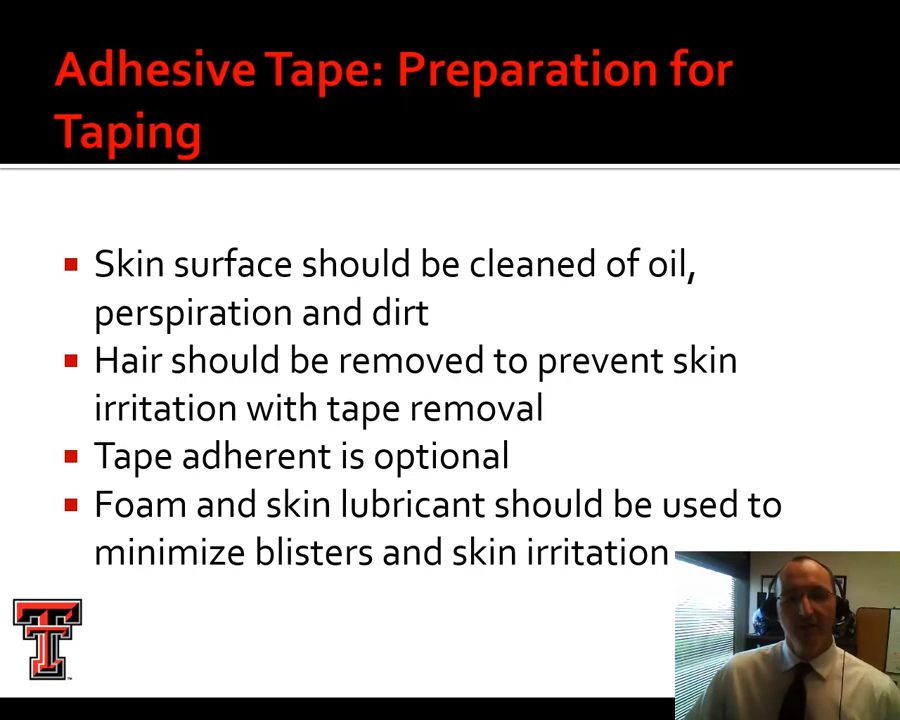 Adhesive Tape: Preparation for
Taping
Skin surface should be cleaned of oil,
perspiration and dirt
Hair should be removed to prevent skin
irritation with tape removal
Tape adherent is optional
Foam and skin lubricant should be used to
minimize blisters and skin irritation